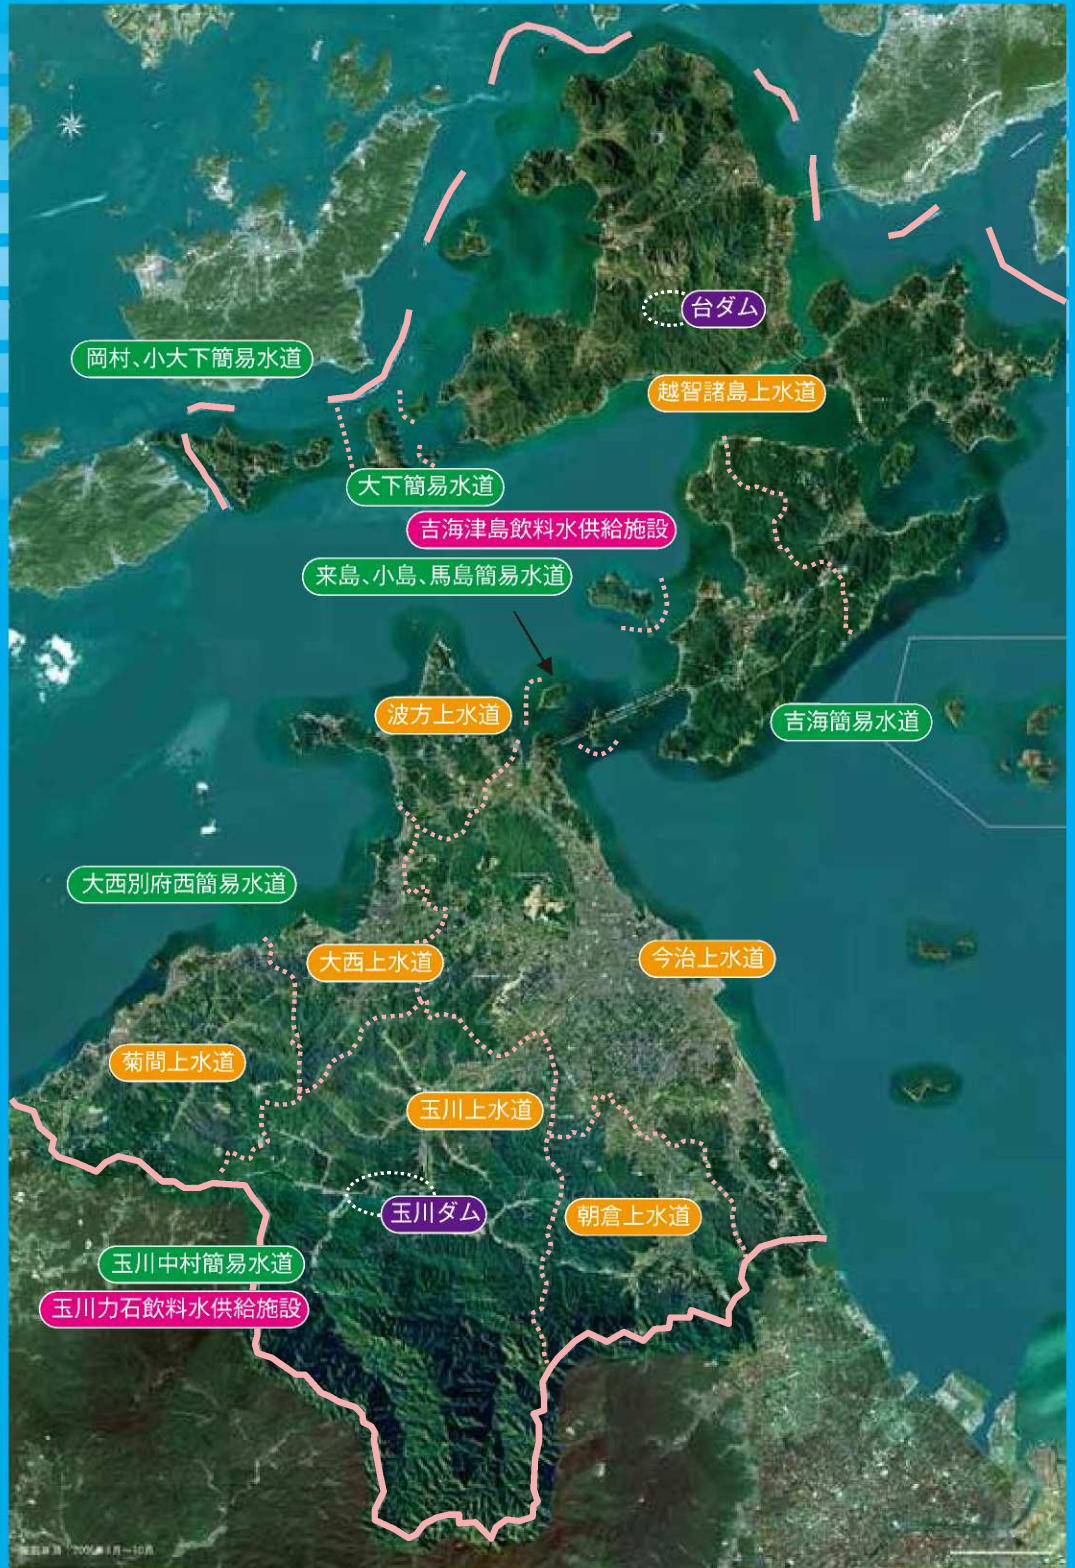 台ダム
岡村、小大下簡易水道
越智諸島上水道
大下簡易水道
吉海津島飲料水供給施設
来島、小島、馬島簡易水道
波方上水道
吉海簡易水道
大西別府西簡易水道
大西上水道
今治上水道
菊間上水道
玉川上水道
玉川ダム
朝倉上水道
玉川中村簡易水道
玉川力石飲料水供給施設